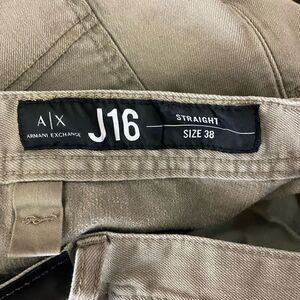 A|X
ARMANI EXCHANGE
J16
STRAIGHT
SIZE 38